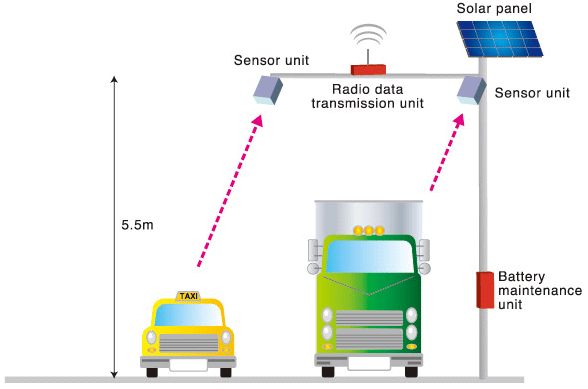 Solar panel
Sensor unit
Radio data
transmission unit
Sensor unit
5.5m
Battery
maintenance
unit
TAXI